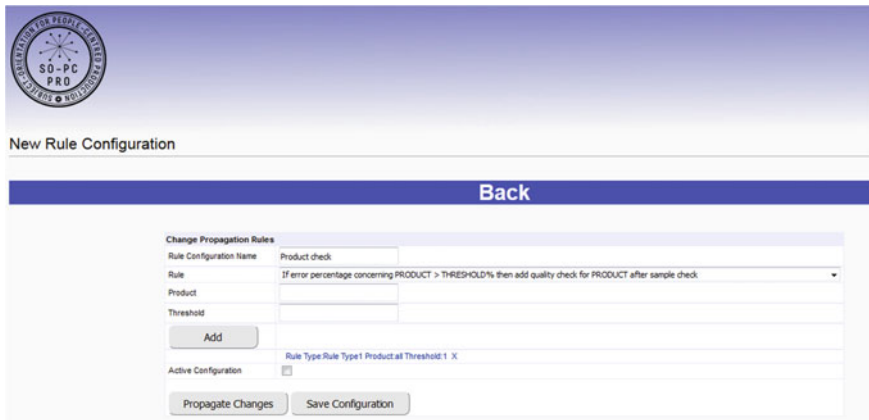 SUBJECT-ORIENTATION FOR PEOPLE-CENTRED PRODUCTION
SO-PC
PRO
New Rule Configuration
Back
Change Propagation Rules
Rule Configuration Name Product check
Rule If error percentage concerning PRODUCT > THRESHOLD% then add quality check for PRODUCT after sample check
Product
Threshold
Add
Rule Type:Rule Type1 Product:all Threshold:1 X
Active Configuration
Propagate Changes Save Configuration